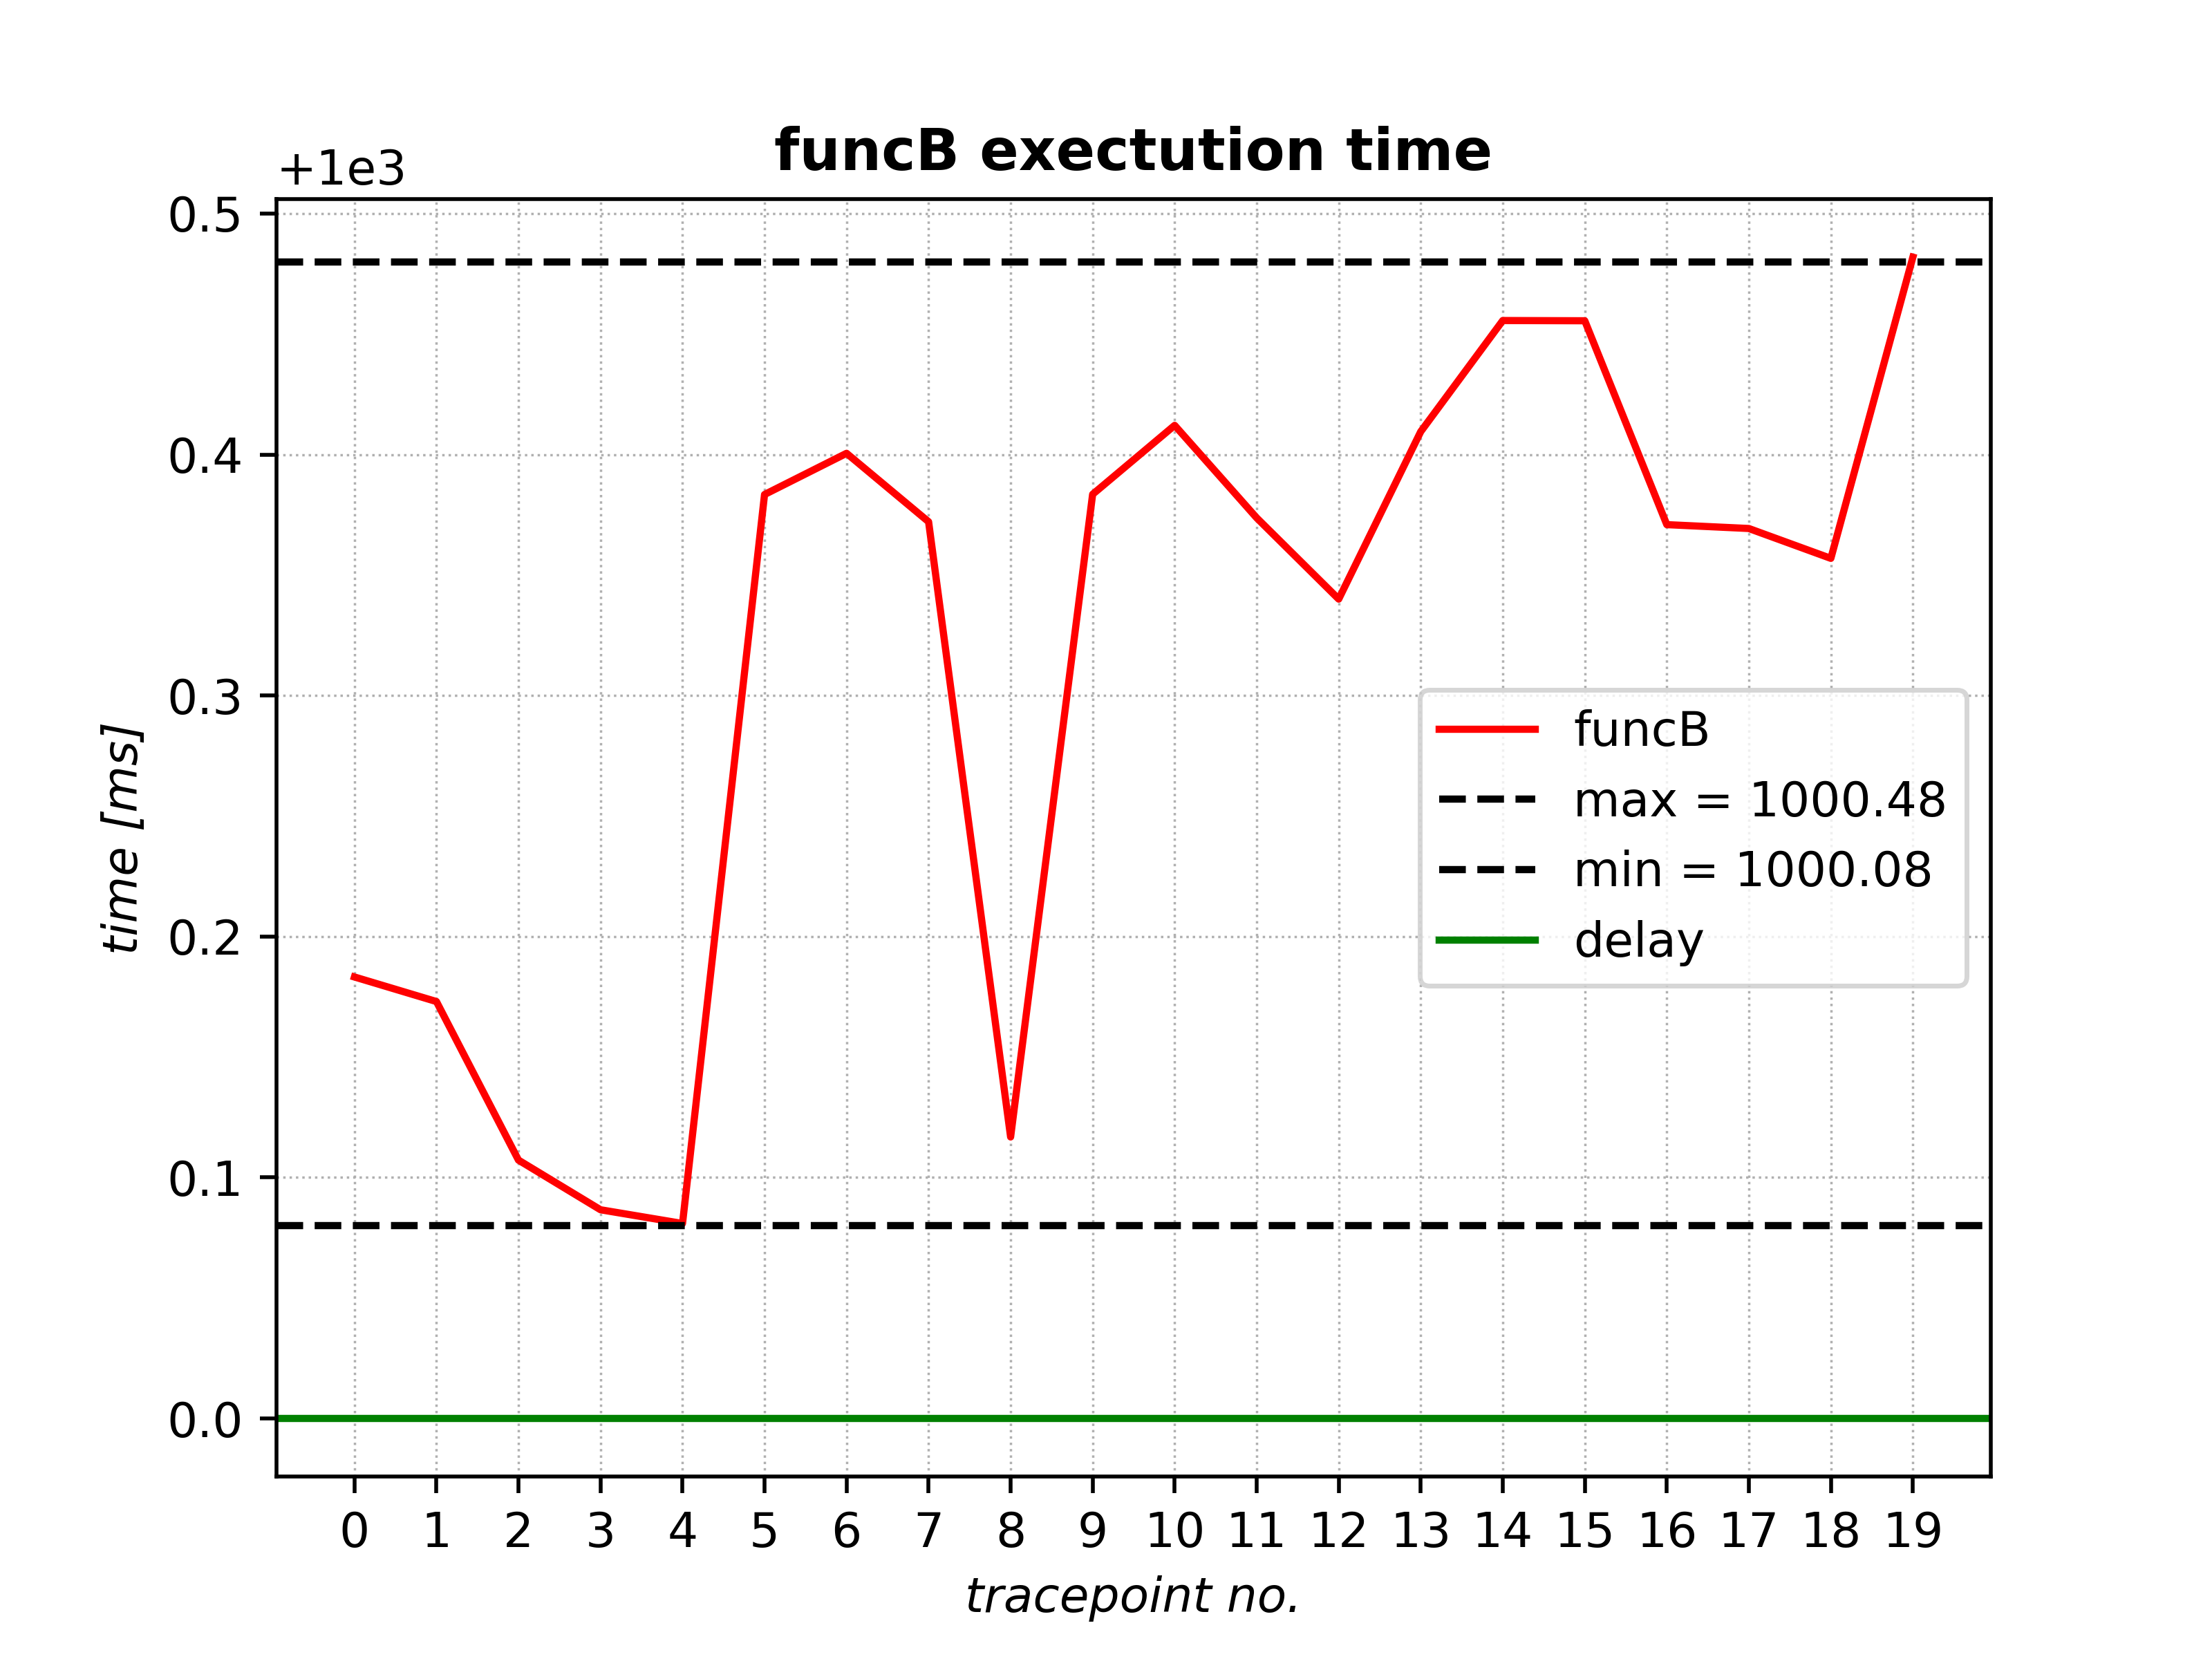 funcB exectution time
+1e3
0.5
0.4
0.3
0.2
0.1
0.0
time [ms]
funcB
max = 1000.48
min = 1000.08
delay
0 1 2 3 4 5 6 7 8 9 10 11 12 13 14 15 16 17 18 19
tracepoint no.